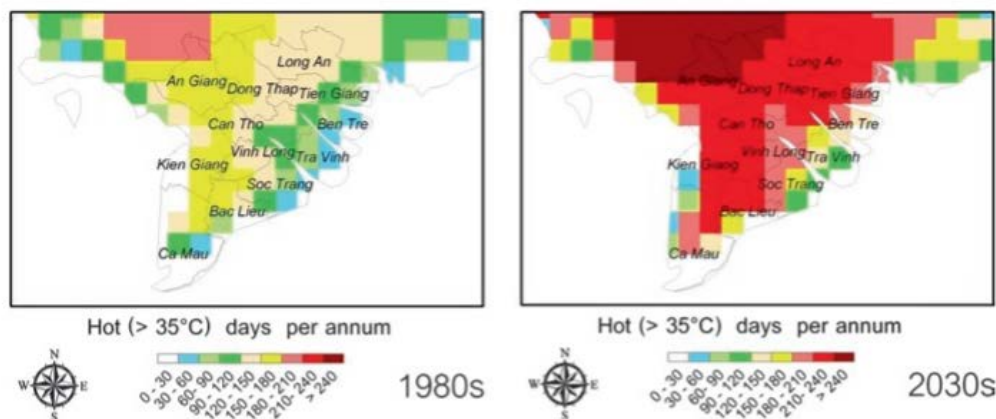 Long An
An Giang
Dong Thap
Tien Giang
Can Tho
Ben Tre
Vinh Long
Tra Vinh
Kien Giang
Soc Trang
Bac Lieu
Ca Mau
Hot (> 35°C) days per annum
N
W E
S
0 - 30
30 - 60
60- 90
90 - 120
120 - 150
150 - 180
180 - 210
210- 240
> 240
1980s
Long An
An Giang
Dong Thap
Tien Giang
Can Tho
Ben Tre
Vinh Long
Tra Vinh
Kien Giang
Soc Trang
Bac Lieu
Ca Mau
Hot (> 35°C) days per annum
N
W E
S
0 - 30
30 - 60
60- 90
90 - 120
120 - 150
150 - 180
180 - 210
210- 240
> 240
2030s